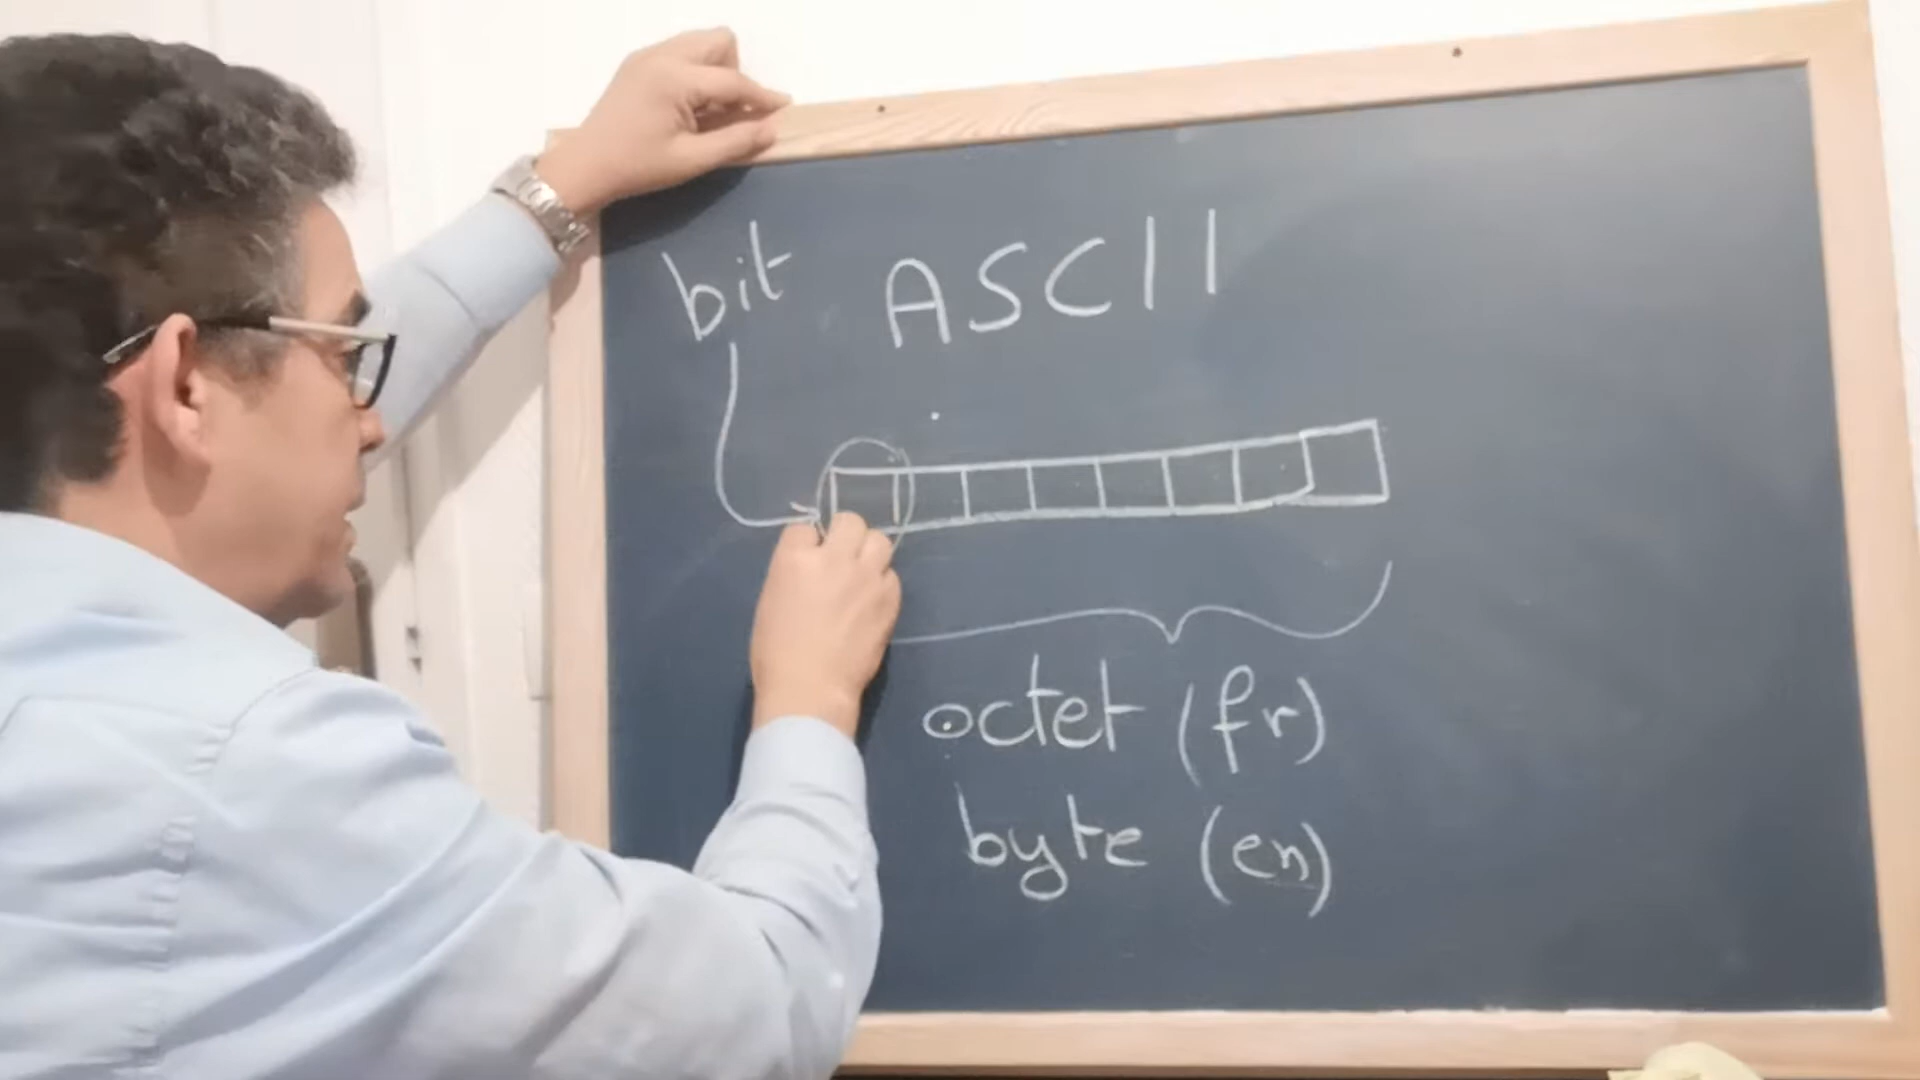 bit ASCII
octet (fr)
byte (en)